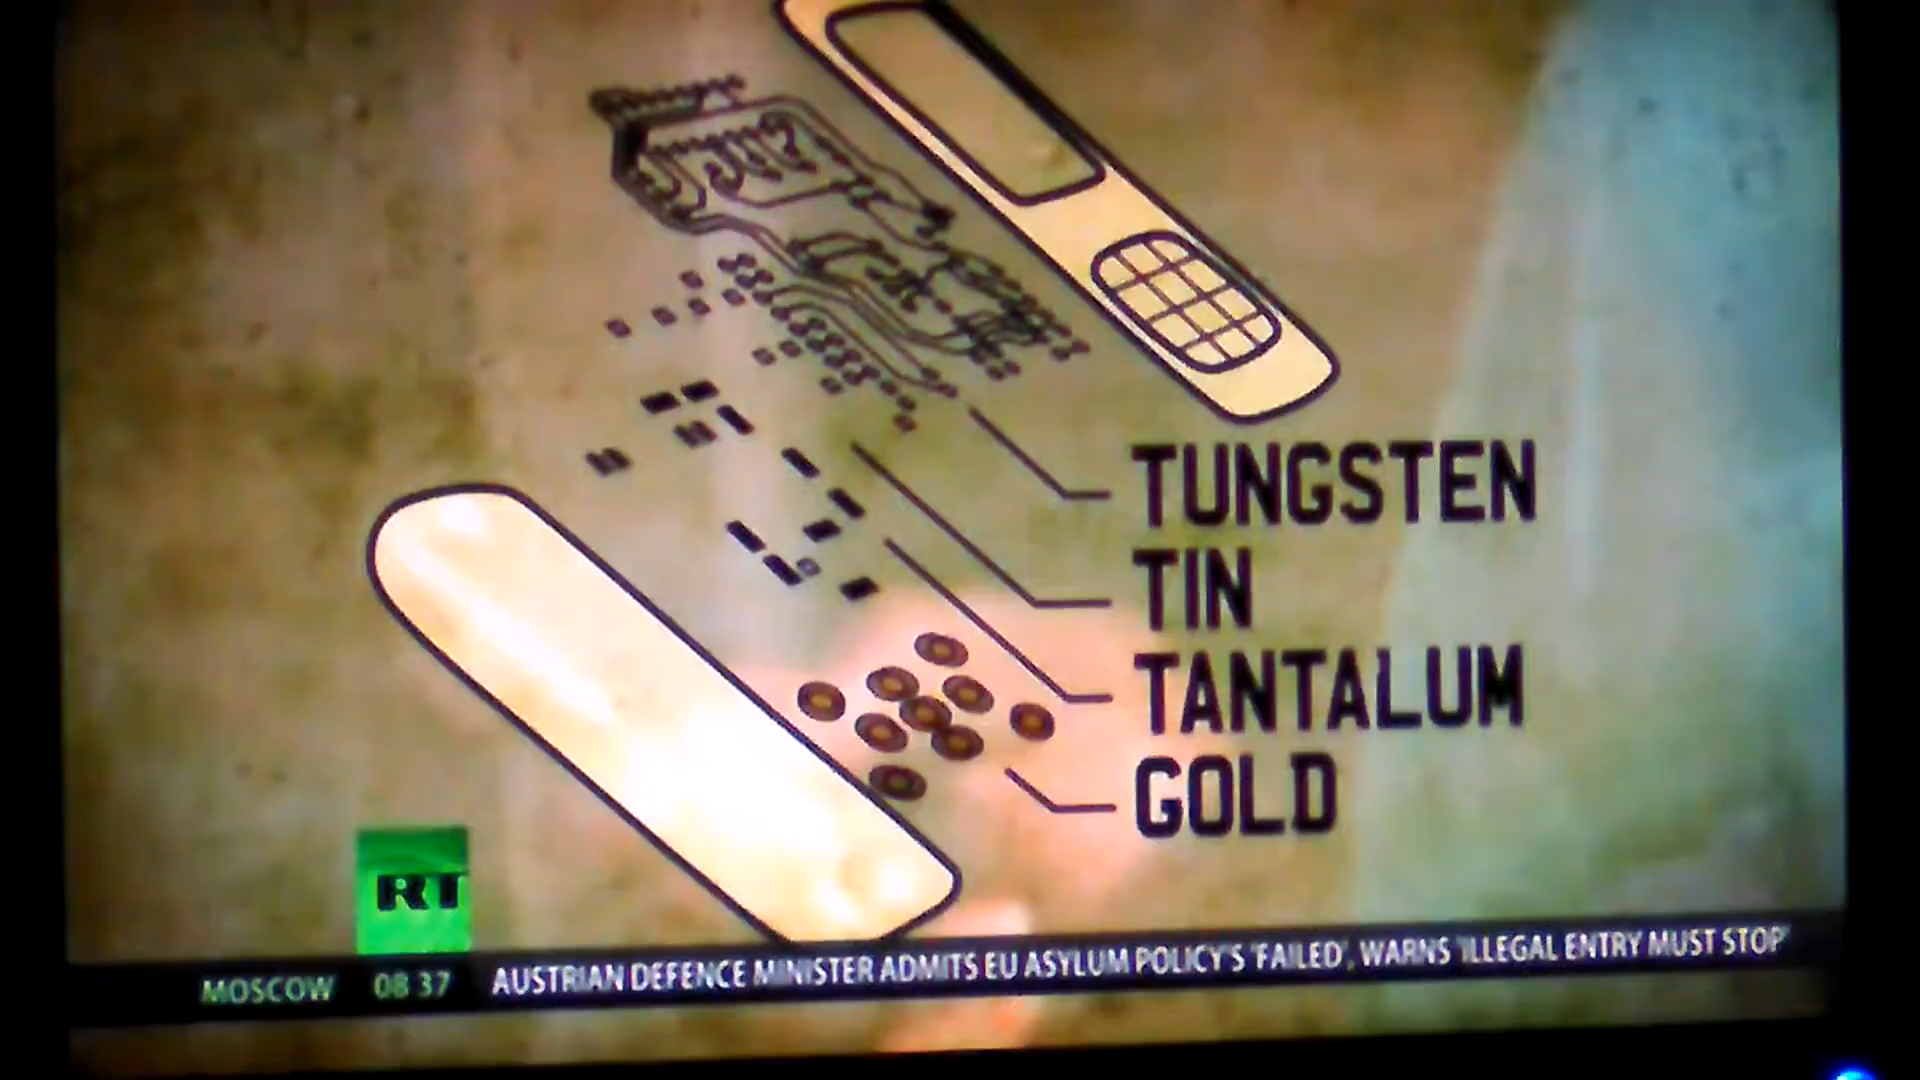 TUNGSTEN
TIN
TANTALUM
GOLD
RT
MOSCOW 08 37 AUSTRIAN DEFENCE MINISTER ADMITS EU ASYLUM POLICY'S 'FAILED', WARNS 'ILLEGAL ENTRY MUST STOP'